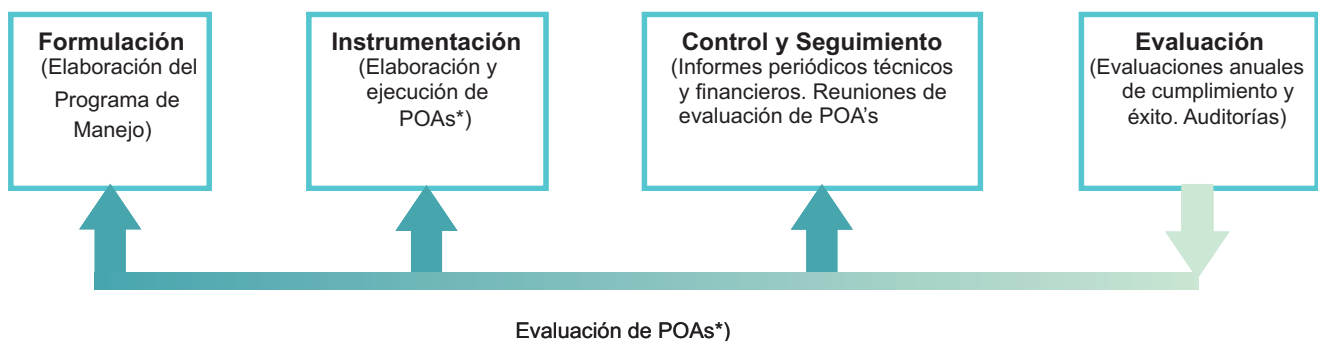 Formulación
(Elaboración del
Programa de
Manejo)
Instrumentación
(Elaboración y
ejecución de
POAs*)
Control y Seguimiento
(Informes periódicos técnicos
y financieros. Reuniones de
evaluación de POA’s
Evaluación
(Evaluaciones anuales
de cumplimiento y
éxito. Auditorías)
Evaluación de POAs*)